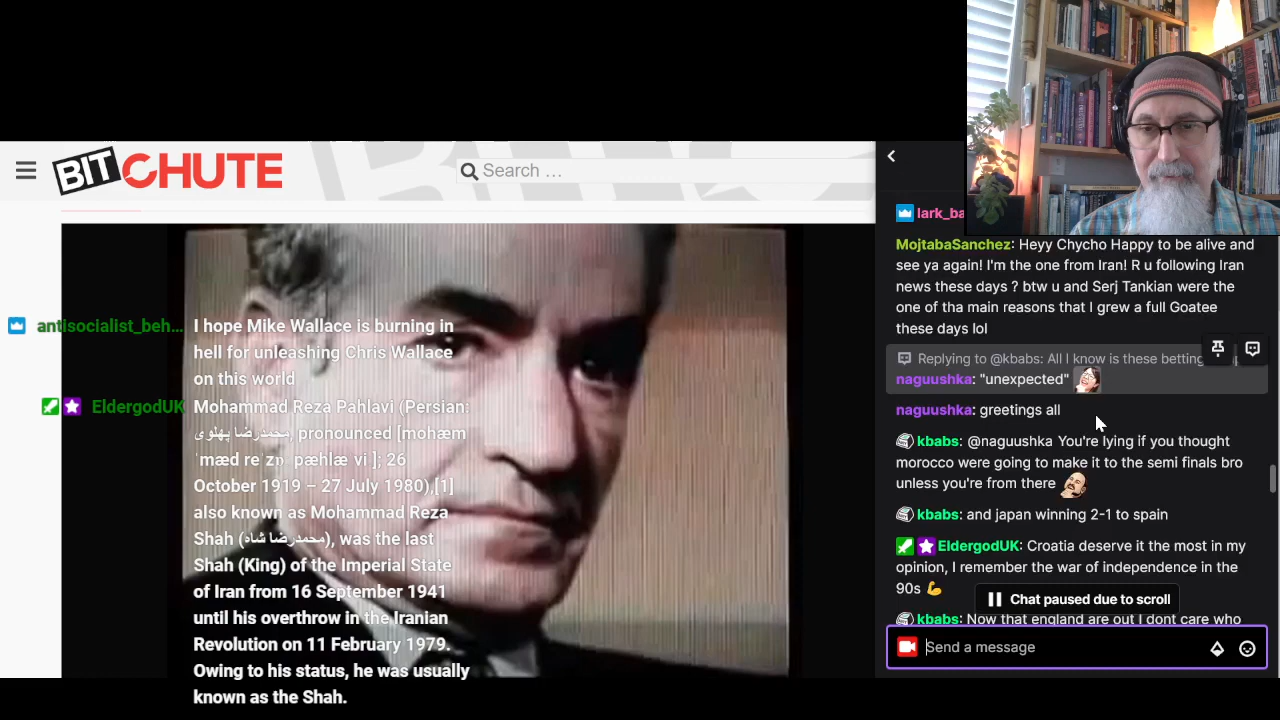 BITCHUTE
Search ...
antisocialist_beh...
I hope Mike Wallace is burning in
hell for unleashing Chris Wallace
on this world
EldergodUK
Mohammad Reza Pahlavi (Persian:
محمدرضا پهلوی, pronounced [mohæm
ˈmæd reˈzɒː pæhlæˈviː]; 26
October 1919 – 27 July 1980),[1]
also known as Mohammad Reza
Shah (محمدرضا شاه), was the last
Shah (King) of the Imperial State
of Iran from 16 September 1941
until his overthrow in the Iranian
Revolution on 11 February 1979.
Owing to his status, he was usually
known as the Shah.
lark_ba
MojtabaSanchez: Heyy Chycho Happy to be alive and
see ya again! I'm the one from Iran! R u following Iran
news these days ? btw u and Serj Tankian were the
one of tha main reasons that I grew a full Goatee
these days lol
Replying to @kbabs: All I know is these betting
naguushka: "unexpected"
naguushka: greetings all
kbabs: @naguushka You're lying if you thought
morocco were going to make it to the semi finals bro
unless you're from there
kbabs: and japan winning 2-1 to spain
EldergodUK: Croatia deserve it the most in my
opinion, I remember the war of independence in the
90s
Chat paused due to scroll
kbabs: Now that england are out I dont care who
Send a message